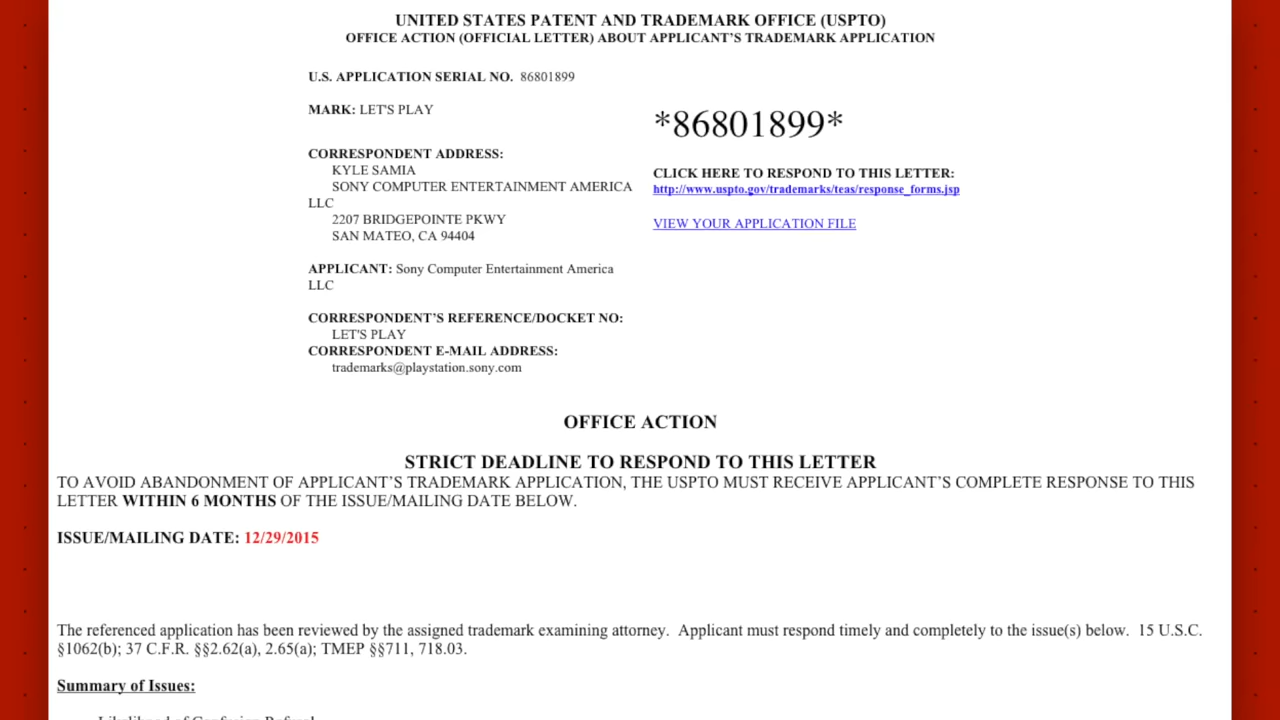 UNITED STATES PATENT AND TRADEMARK OFFICE (USPTO)
OFFICE ACTION (OFFICIAL LETTER) ABOUT APPLICANT'S TRADEMARK APPLICATION
U.S. APPLICATION SERIAL NO. 86801899
MARK: LET'S PLAY
CORRESPONDENT ADDRESS:
KYLE SAMIA
SONY COMPUTER ENTERTAINMENT AMERICA
LLC
2207 BRIDGEPOINTE PKWY
SAN MATEO, CA 94404
APPLICANT: Sony Computer Entertainment America
LLC
CORRESPONDENT'S REFERENCE/DOCKET NO:
LET'S PLAY
CORRESPONDENT E-MAIL ADDRESS:
trademarks@playstation.sony.com
*86801899*
CLICK HERE TO RESPOND TO THIS LETTER:
http://www.uspto.gov/trademarks/teas/response_forms.jsp
VIEW YOUR APPLICATION FILE
OFFICE ACTION
STRICT DEADLINE TO RESPOND TO THIS LETTER
TO AVOID ABANDONMENT OF APPLICANT'S TRADEMARK APPLICATION, THE USPTO MUST RECEIVE APPLICANT'S COMPLETE RESPONSE TO THIS
LETTER WITHIN 6 MONTHS OF THE ISSUE/MAILING DATE BELOW.
ISSUE/MAILING DATE: 12/29/2015
The referenced application has been reviewed by the assigned trademark examining attorney. Applicant must respond timely and completely to the issue(s) below. 15 U.S.C.
§1062(b); 37 C.F.R. §§2.62(a), 2.65(a); TMEP §§711, 718.03.
Summary of Issues:
Likelihood of Confusion Refusal